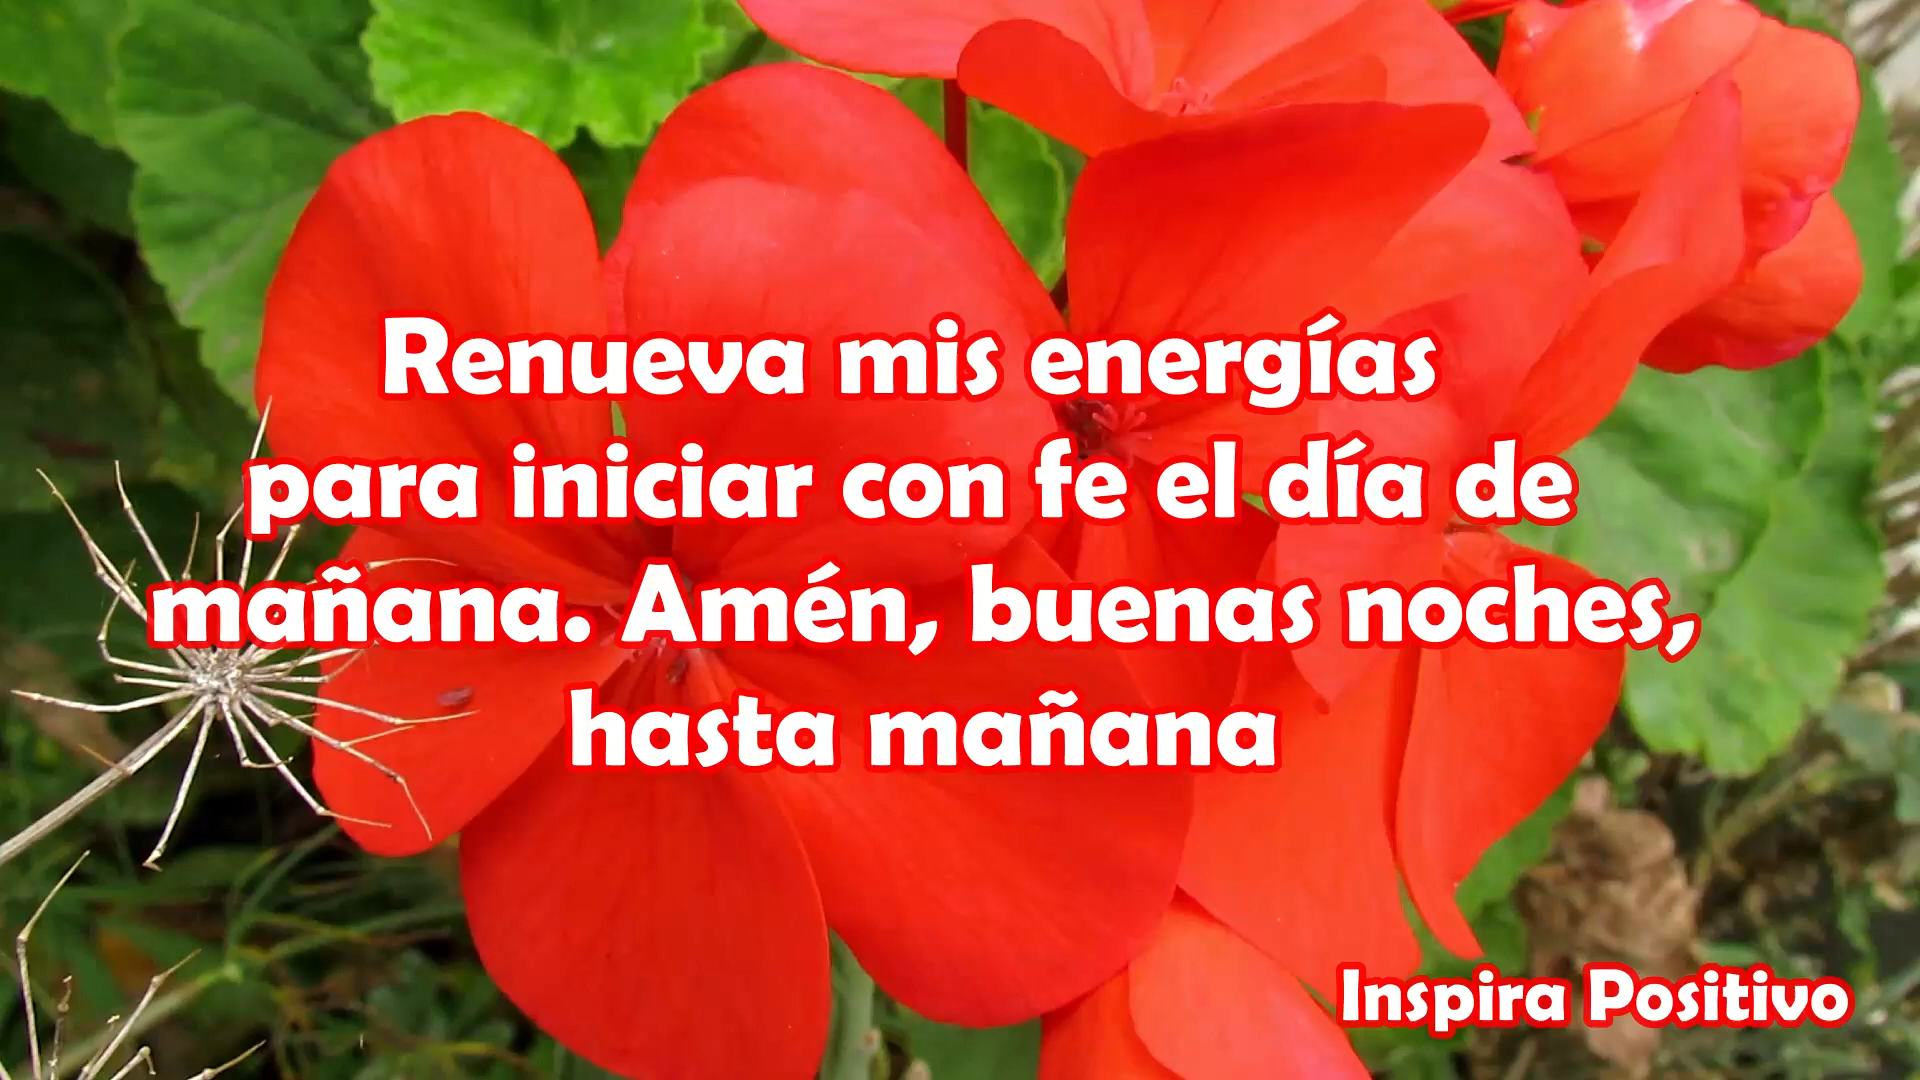 Renueva mis energías
para iniciar con fe el día de
mañana. Amén, buenas noches,
hasta mañana
Inspira Positivo